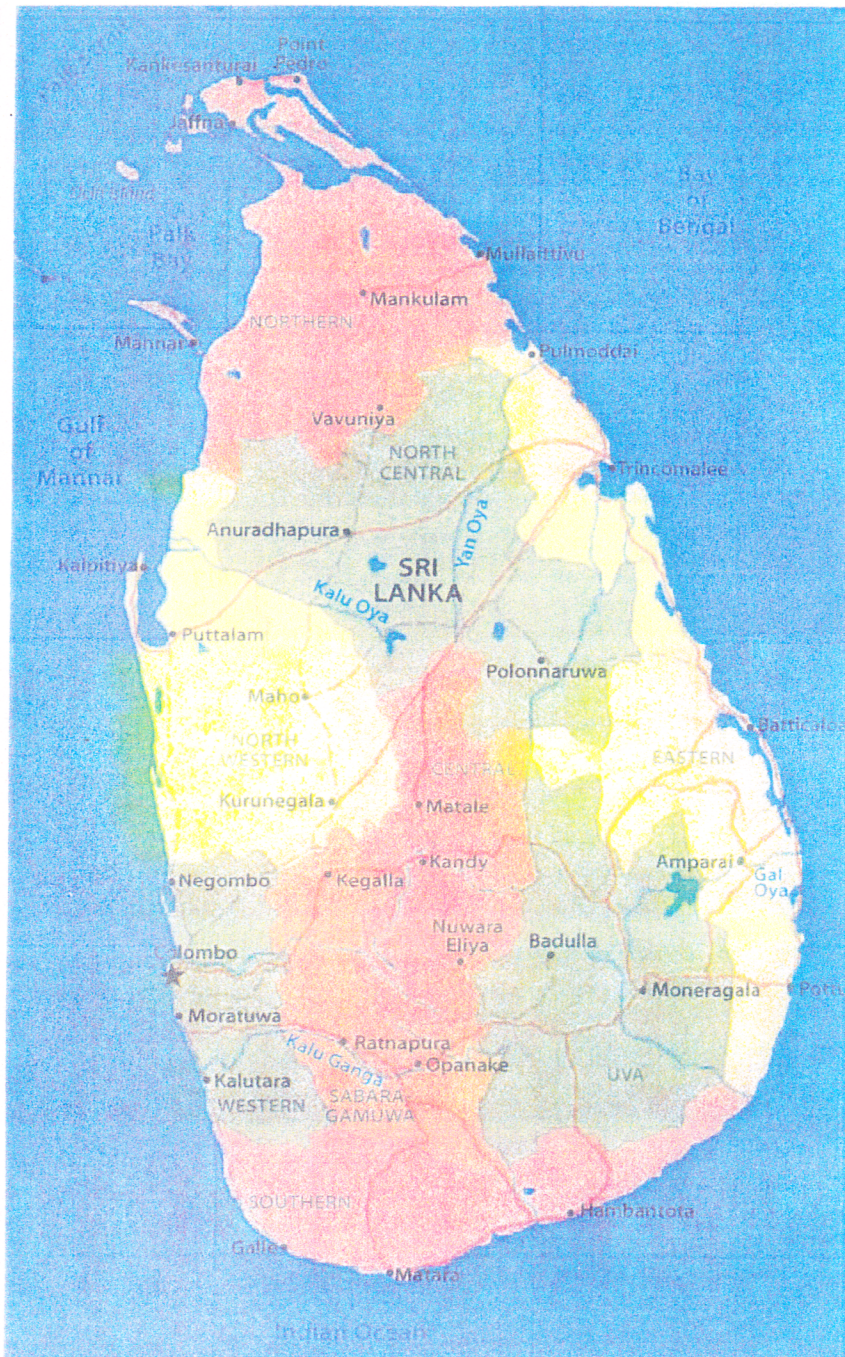 Point
Pedro
Kankesanturai
Jaffna
Bay
of
Bengal
Palk
Bay
Mullaittivu
Mankulam
NORTHERN
Mannar
Pulmoddai
Vavuniya
Gulf
of
Mannar
NORTH
CENTRAL
Trincomalee
Anuradhapura
Yan Oya
Kalpitiya
SRI
LANKA
Kalu Oya
Puttalam
Polonnaruwa
Maho
NORTH
WESTERN
Batticaloa
EASTERN
CENTRAL
Kurunegala
Matale
Kandy
Amparai
Negombo
Kegalla
Gal
Oya
Nuwara
Eliya
Badulla
Colombo
Moneragala
Pottu
Moratuwa
Ratnapura
Kalu Ganga
Opanake
Kalutara
UVA
WESTERN
SABARA
GAMUWA
SOUTHERN
Hambantota
Galle
Matara
Indian Ocean